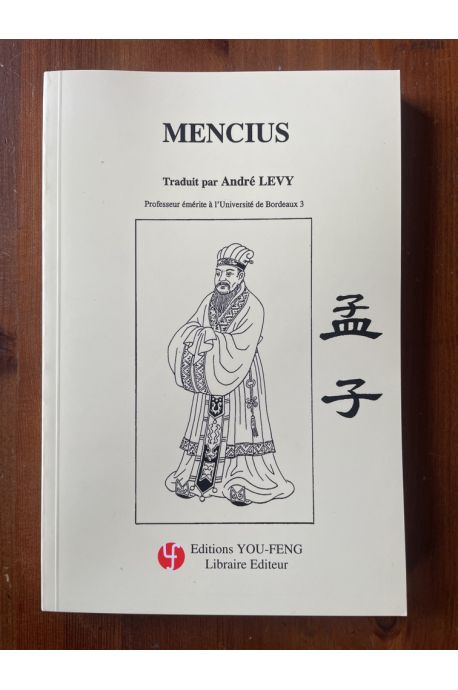 MENCIUS
Traduit par André LEVY
Professeur émérite à l'Université de Bordeaux 3
孟子
Editions YOU-FENG
Libraire Editeur